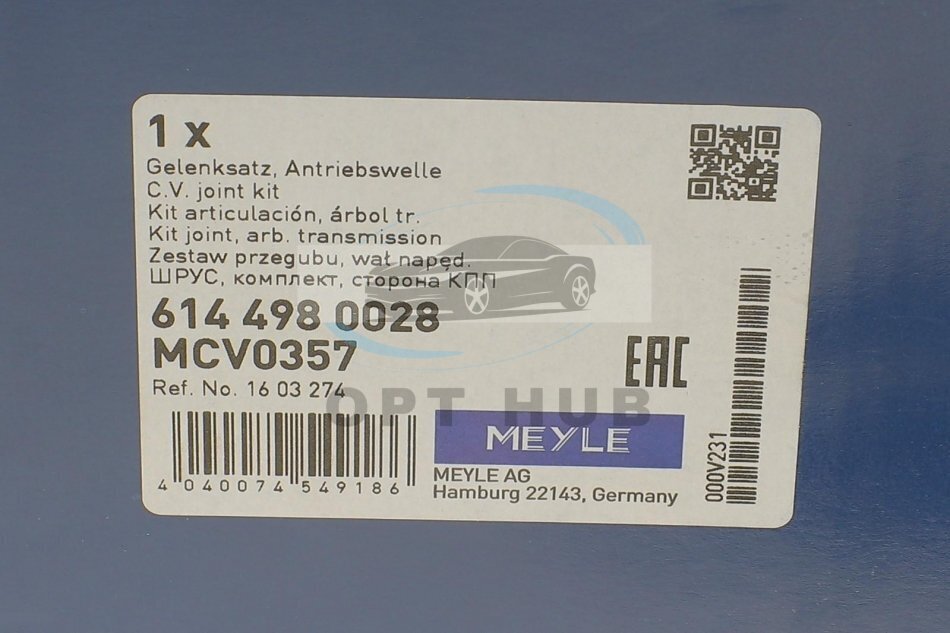 1 x
Gelenksatz, Antriebswelle
C.V. joint kit
Kit articulación, árbol tr.
Kit joint, arb. transmission
Zestaw przegubu, wał napęd.
ШРУС, комплект, сторона КПП
614 498 0028
MCV0357
Ref. No. 16 03 274
EAC
OPT HUB
MEYLE
MEYLE AG
Hamburg 22143, Germany
4 040074 549186
000V231